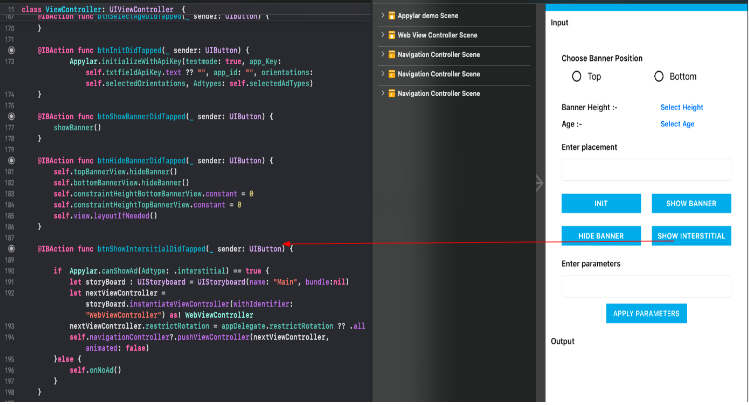 11 class ViewController: UIViewController {
167 @IBAction func btnSelectAgeDidTapped(_ sender: UIButton) {
170 }
171
@IBAction func btnInitDidTapped(_ sender: UIButton) {
173 Appylar.initializeWithApiKey(testmode: true, app_Key:
self.txtfieldApiKey.text ?? "", app_id: "", orientations:
self.selectedOrientations, Adtypes: self.selectedAdTypes)
174 }
175
@IBAction func btnShowBannerDidTapped(_ sender: UIButton) {
177 showBanner()
178 }
179
@IBAction func btnHideBannerDidTapped(_ sender: UIButton) {
181 self.topBannerView.hideBanner()
182 self.bottomBannerView.hideBanner()
183 self.constraintHeightBottomBannerView.constant = 0
184 self.constraintHeightTopBannerView.constant = 0
185 self.view.layoutIfNeeded()
186 }
187
@IBAction func btnShowIntersitialDidTapped(_ sender: UIButton) {
189
190 if Appylar.canShowAd(Adtype: .interstitial) == true {
191 let storyBoard : UIStoryboard = UIStoryboard(name: "Main", bundle:nil)
192 let nextViewController =
storyBoard.instantiateViewController(withIdentifier:
"WebViewController") as! WebViewController
193 nextViewController.restrictRotation = appDelegate.restrictRotation ?? .all
194 self.navigationController?.pushViewController(nextViewController,
animated: false)
195 }else {
196 self.onNoAd()
197 }
198 }
Appylar demo Scene
Web View Controller Scene
Navigation Controller Scene
Navigation Controller Scene
Navigation Controller Scene
Input
Choose Banner Position
Top Bottom
Banner Height :- Select Height
Age :- Select Age
Enter placement
INIT SHOW BANNER
HIDE BANNER SHOW INTERSTITIAL
Enter parameters
APPLY PARAMETERS
Output